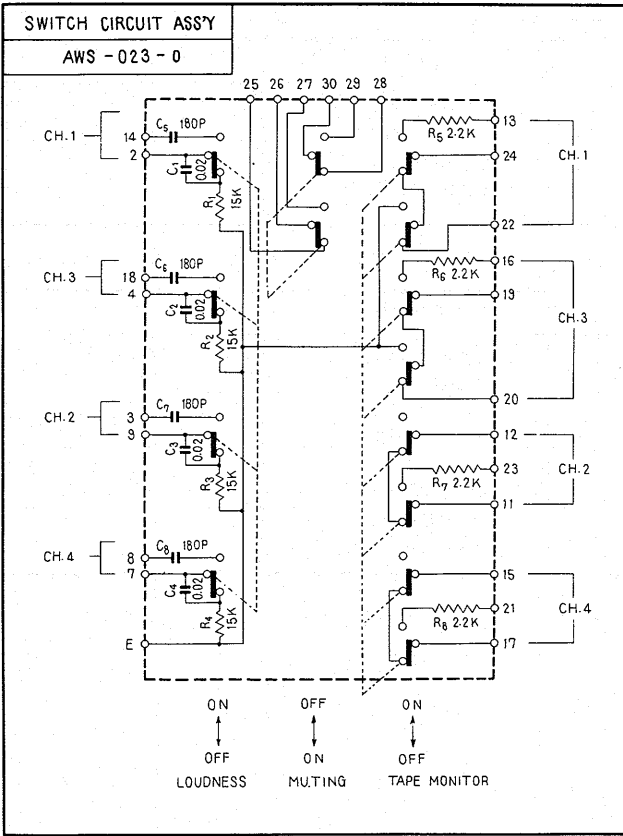 SWITCH CIRCUIT ASS'Y
AWS-023-0
25 26 27 30 29 28
CH.1
14 C5 180P
2 C1 0.02
R1 15K
CH.3
18 C6 180P
4 C2 0.02
R2 15K
CH.2
3 C7 180P
9 C3 0.02
R3 15K
CH.4
8 C8 180P
7 C4 0.02
R4 15K
E
R5 2.2K 13
24
CH.1
22
16
R6 2.2K
19
CH.3
20
12
23
CH.2
R7 2.2K
11
15
21
CH.4
R8 2.2K
17
ON OFF ON
OFF ON OFF
LOUDNESS MUTING TAPE MONITOR